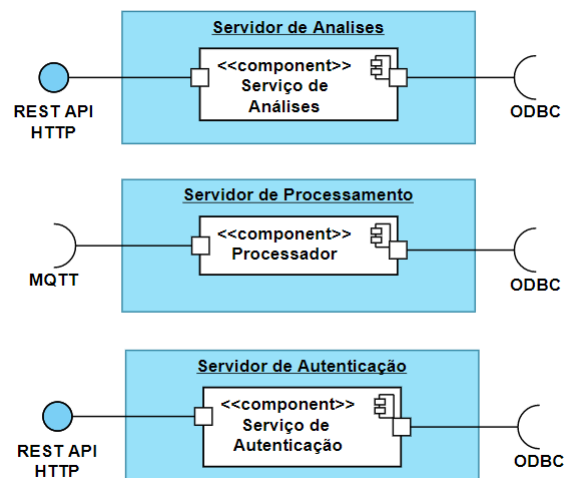 Servidor de Analises
<<component>>
Serviço de
Análises
REST API
HTTP
ODBC
Servidor de Processamento
<<component>>
Processador
MQTT
ODBC
Servidor de Autenticação
<<component>>
Serviço de
Autenticação
REST API
HTTP
ODBC